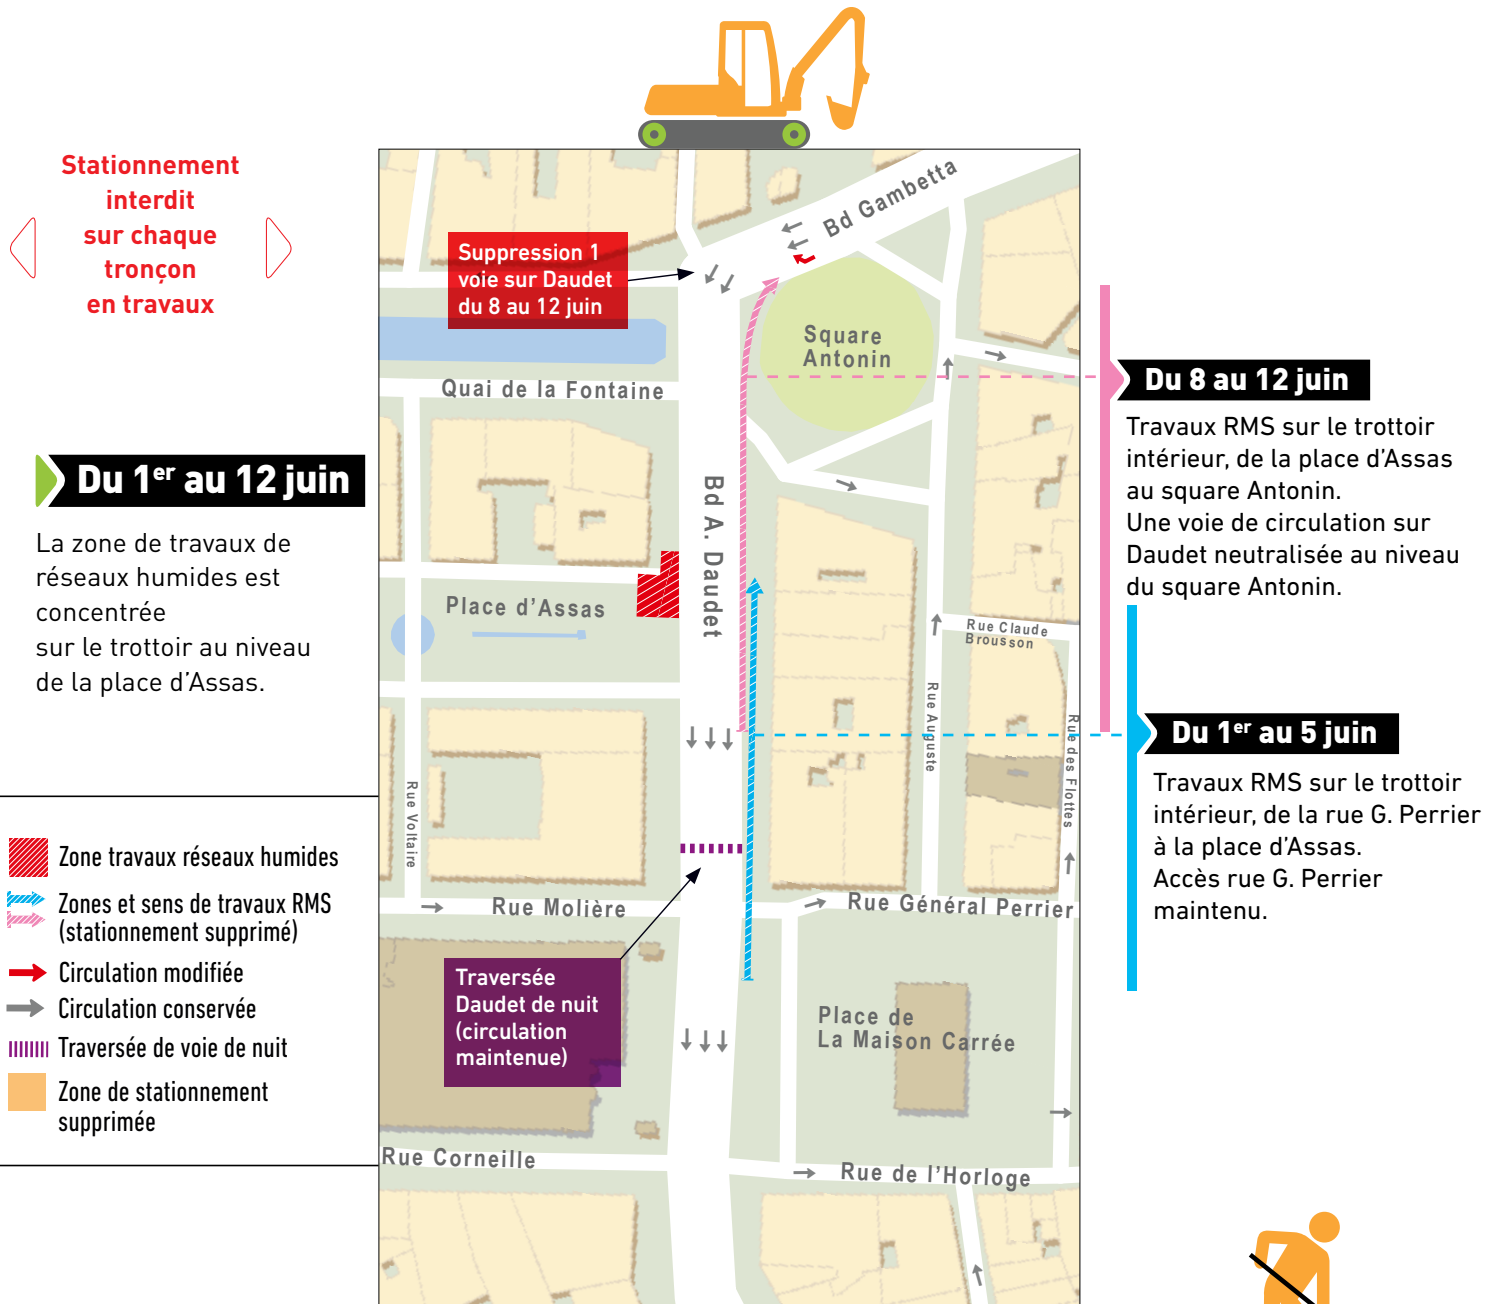 Stationnement
interdit
sur chaque
tronçon
en travaux
Du 1er au 12 juin
La zone de travaux de
réseaux humides est
concentrée
sur le trottoir au niveau
de la place d’Assas.
Zone travaux réseaux humides
Zones et sens de travaux RMS
(stationnement supprimé)
Circulation modifiée
Circulation conservée
Traversée de voie de nuit
Zone de stationnement
supprimée
Bd Gambetta
Suppression 1
voie sur Daudet
du 8 au 12 juin
Square
Antonin
Quai de la Fontaine
Bd A. Daudet
Place d’Assas
Rue Claude
Brousson
Rue Auguste
Rue des Flottes
Rue Voltaire
Rue Molière
Rue Général Perrier
Traversée
Daudet de nuit
(circulation
maintenue)
Place de
La Maison Carrée
Rue Corneille
Rue de l’Horloge
Du 8 au 12 juin
Travaux RMS sur le trottoir
intérieur, de la place d’Assas
au square Antonin.
Une voie de circulation sur
Daudet neutralisée au niveau
du square Antonin.
Du 1er au 5 juin
Travaux RMS sur le trottoir
intérieur, de la rue G. Perrier
à la place d’Assas.
Accès rue G. Perrier
maintenu.